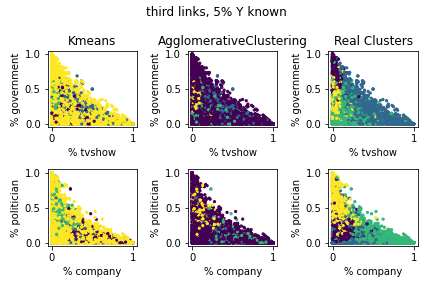 third links, 5% Y known
Kmeans AgglomerativeClustering Real Clusters
1.0 1.0 1.0
% government % government % government
0.5 0.5 0.5
0.0 0.0 0.0
0 1 0 1 0 1
% tvshow % tvshow % tvshow
1.0 1.0 1.0
% politician % politician % politician
0.5 0.5 0.5
0.0 0.0 0.0
0 1 0 1 0 1
% company % company % company